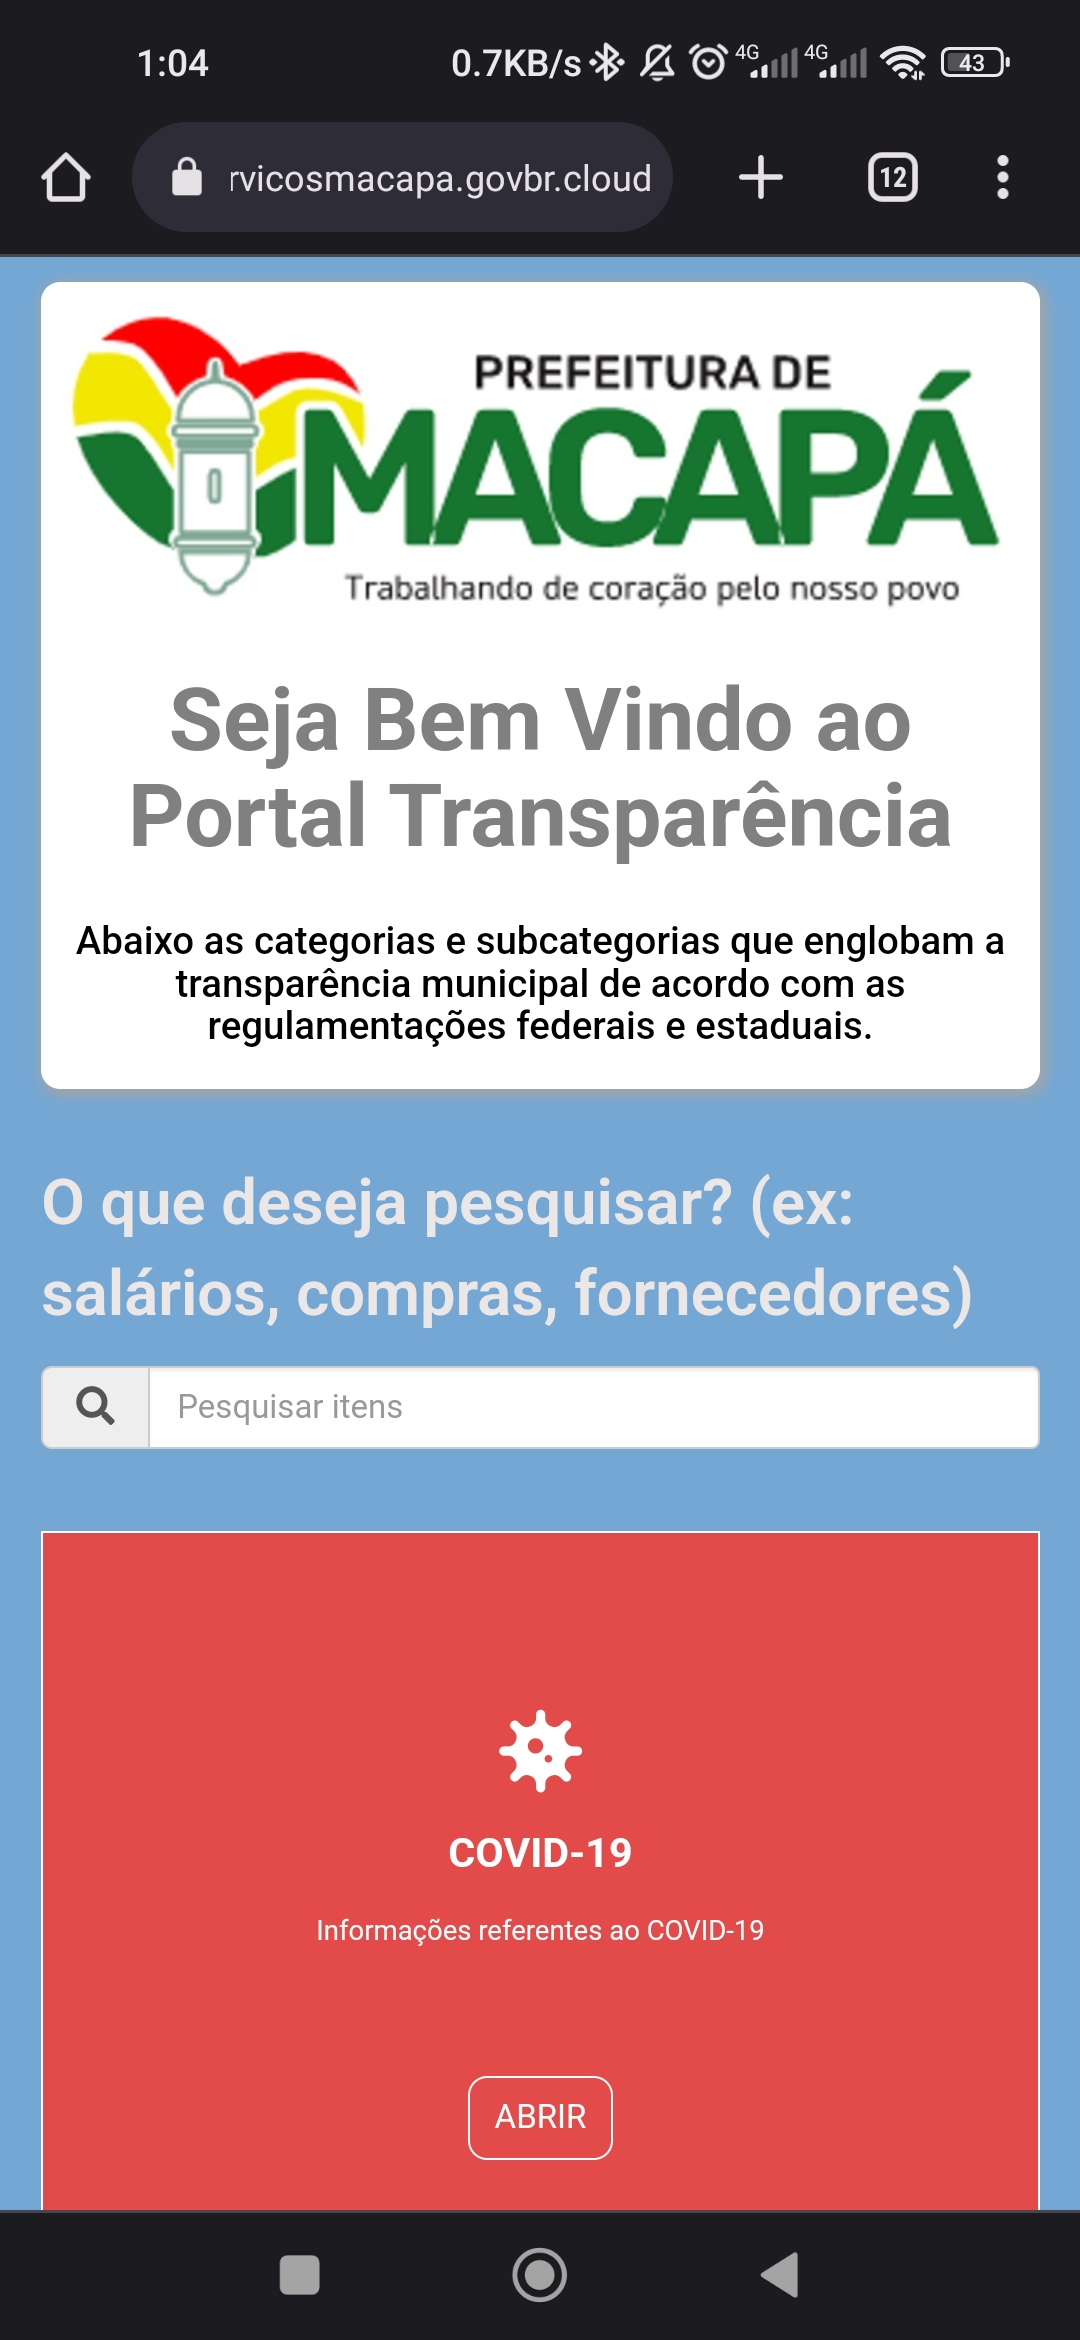 1:04
0.7KB/s
4G
4G
43
rvicosmacapa.govbr.cloud
12
PREFEITURA DE
MACAPÁ
Trabalhando de coração pelo nosso povo
Seja Bem Vindo ao
Portal Transparência
Abaixo as categorias e subcategorias que englobam a
transparência municipal de acordo com as
regulamentações federais e estaduais.
O que deseja pesquisar? (ex:
salários, compras, fornecedores)
Pesquisar itens
COVID-19
Informações referentes ao COVID-19
ABRIR